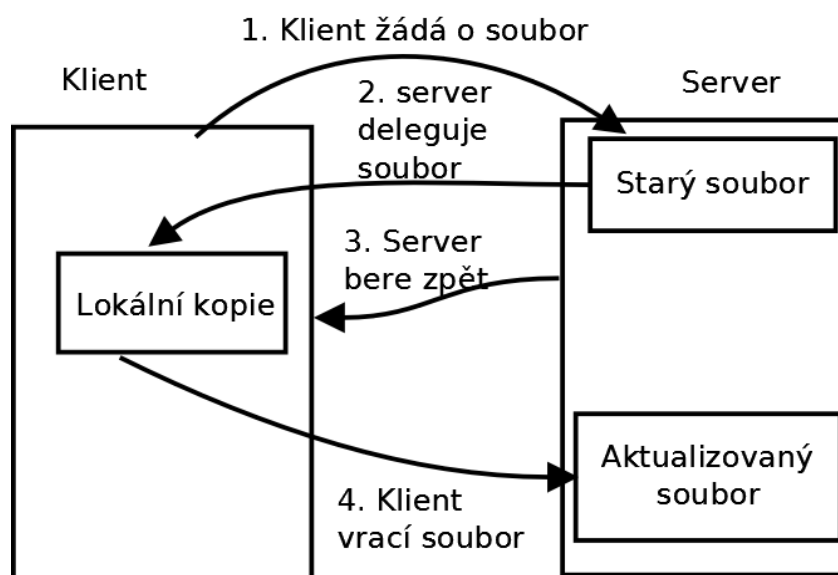 1. Klient žádá o soubor
Klient
Server
2. server
deleguje
soubor
Starý soubor
3. Server
bere zpět
Lokální kopie
Aktualizovaný
soubor
4. Klient
vrací soubor